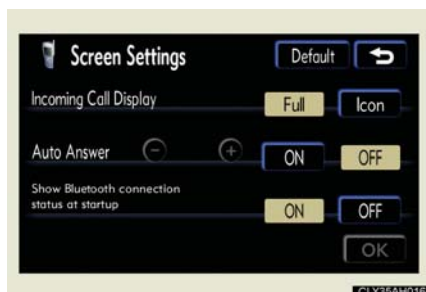 Screen Settings
Default
Incoming Call Display
Full
Icon
Auto Answer
ON
OFF
Show Bluetooth connection
status at startup
ON
OFF
OK
CLY35AH016